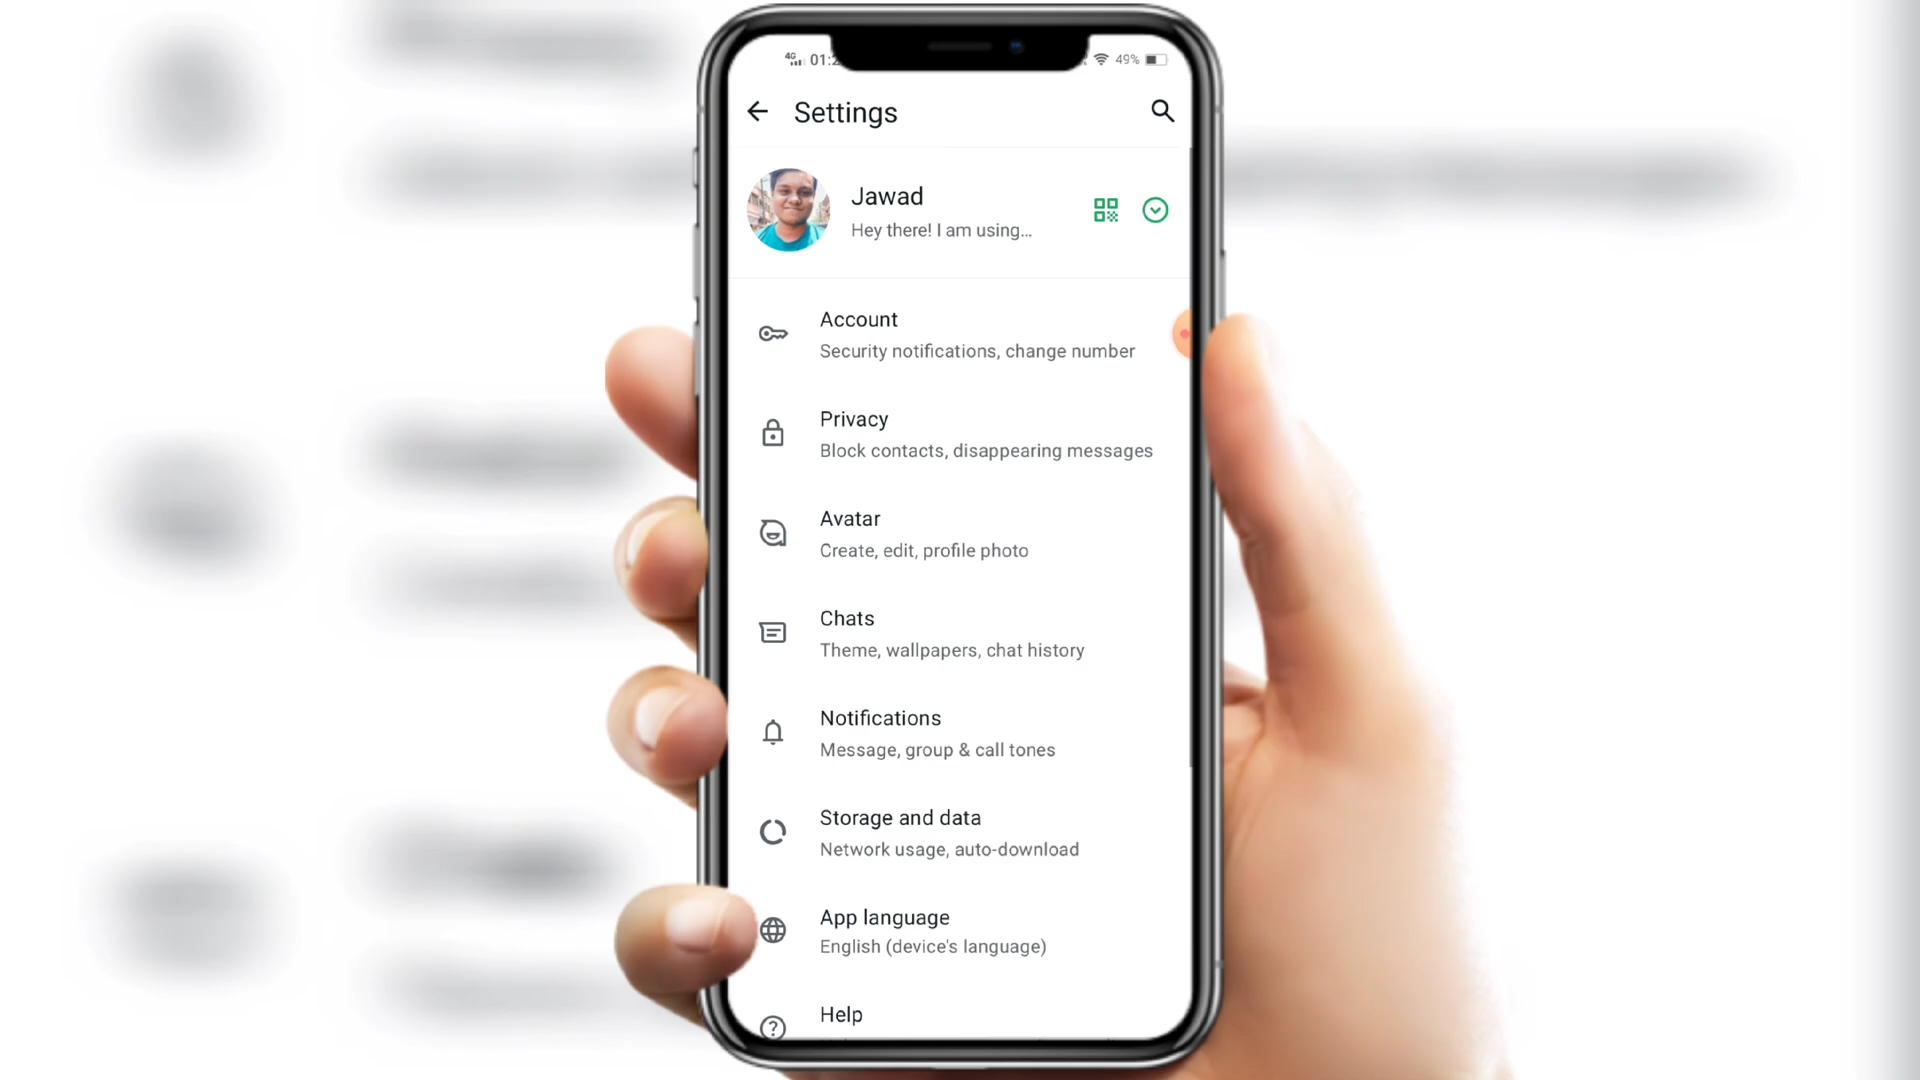 4G 01:2
49%
Settings
Jawad
Hey there! I am using...
Account
Security notifications, change number
Privacy
Block contacts, disappearing messages
Avatar
Create, edit, profile photo
Chats
Theme, wallpapers, chat history
Notifications
Message, group & call tones
Storage and data
Network usage, auto-download
App language
English (device's language)
Help